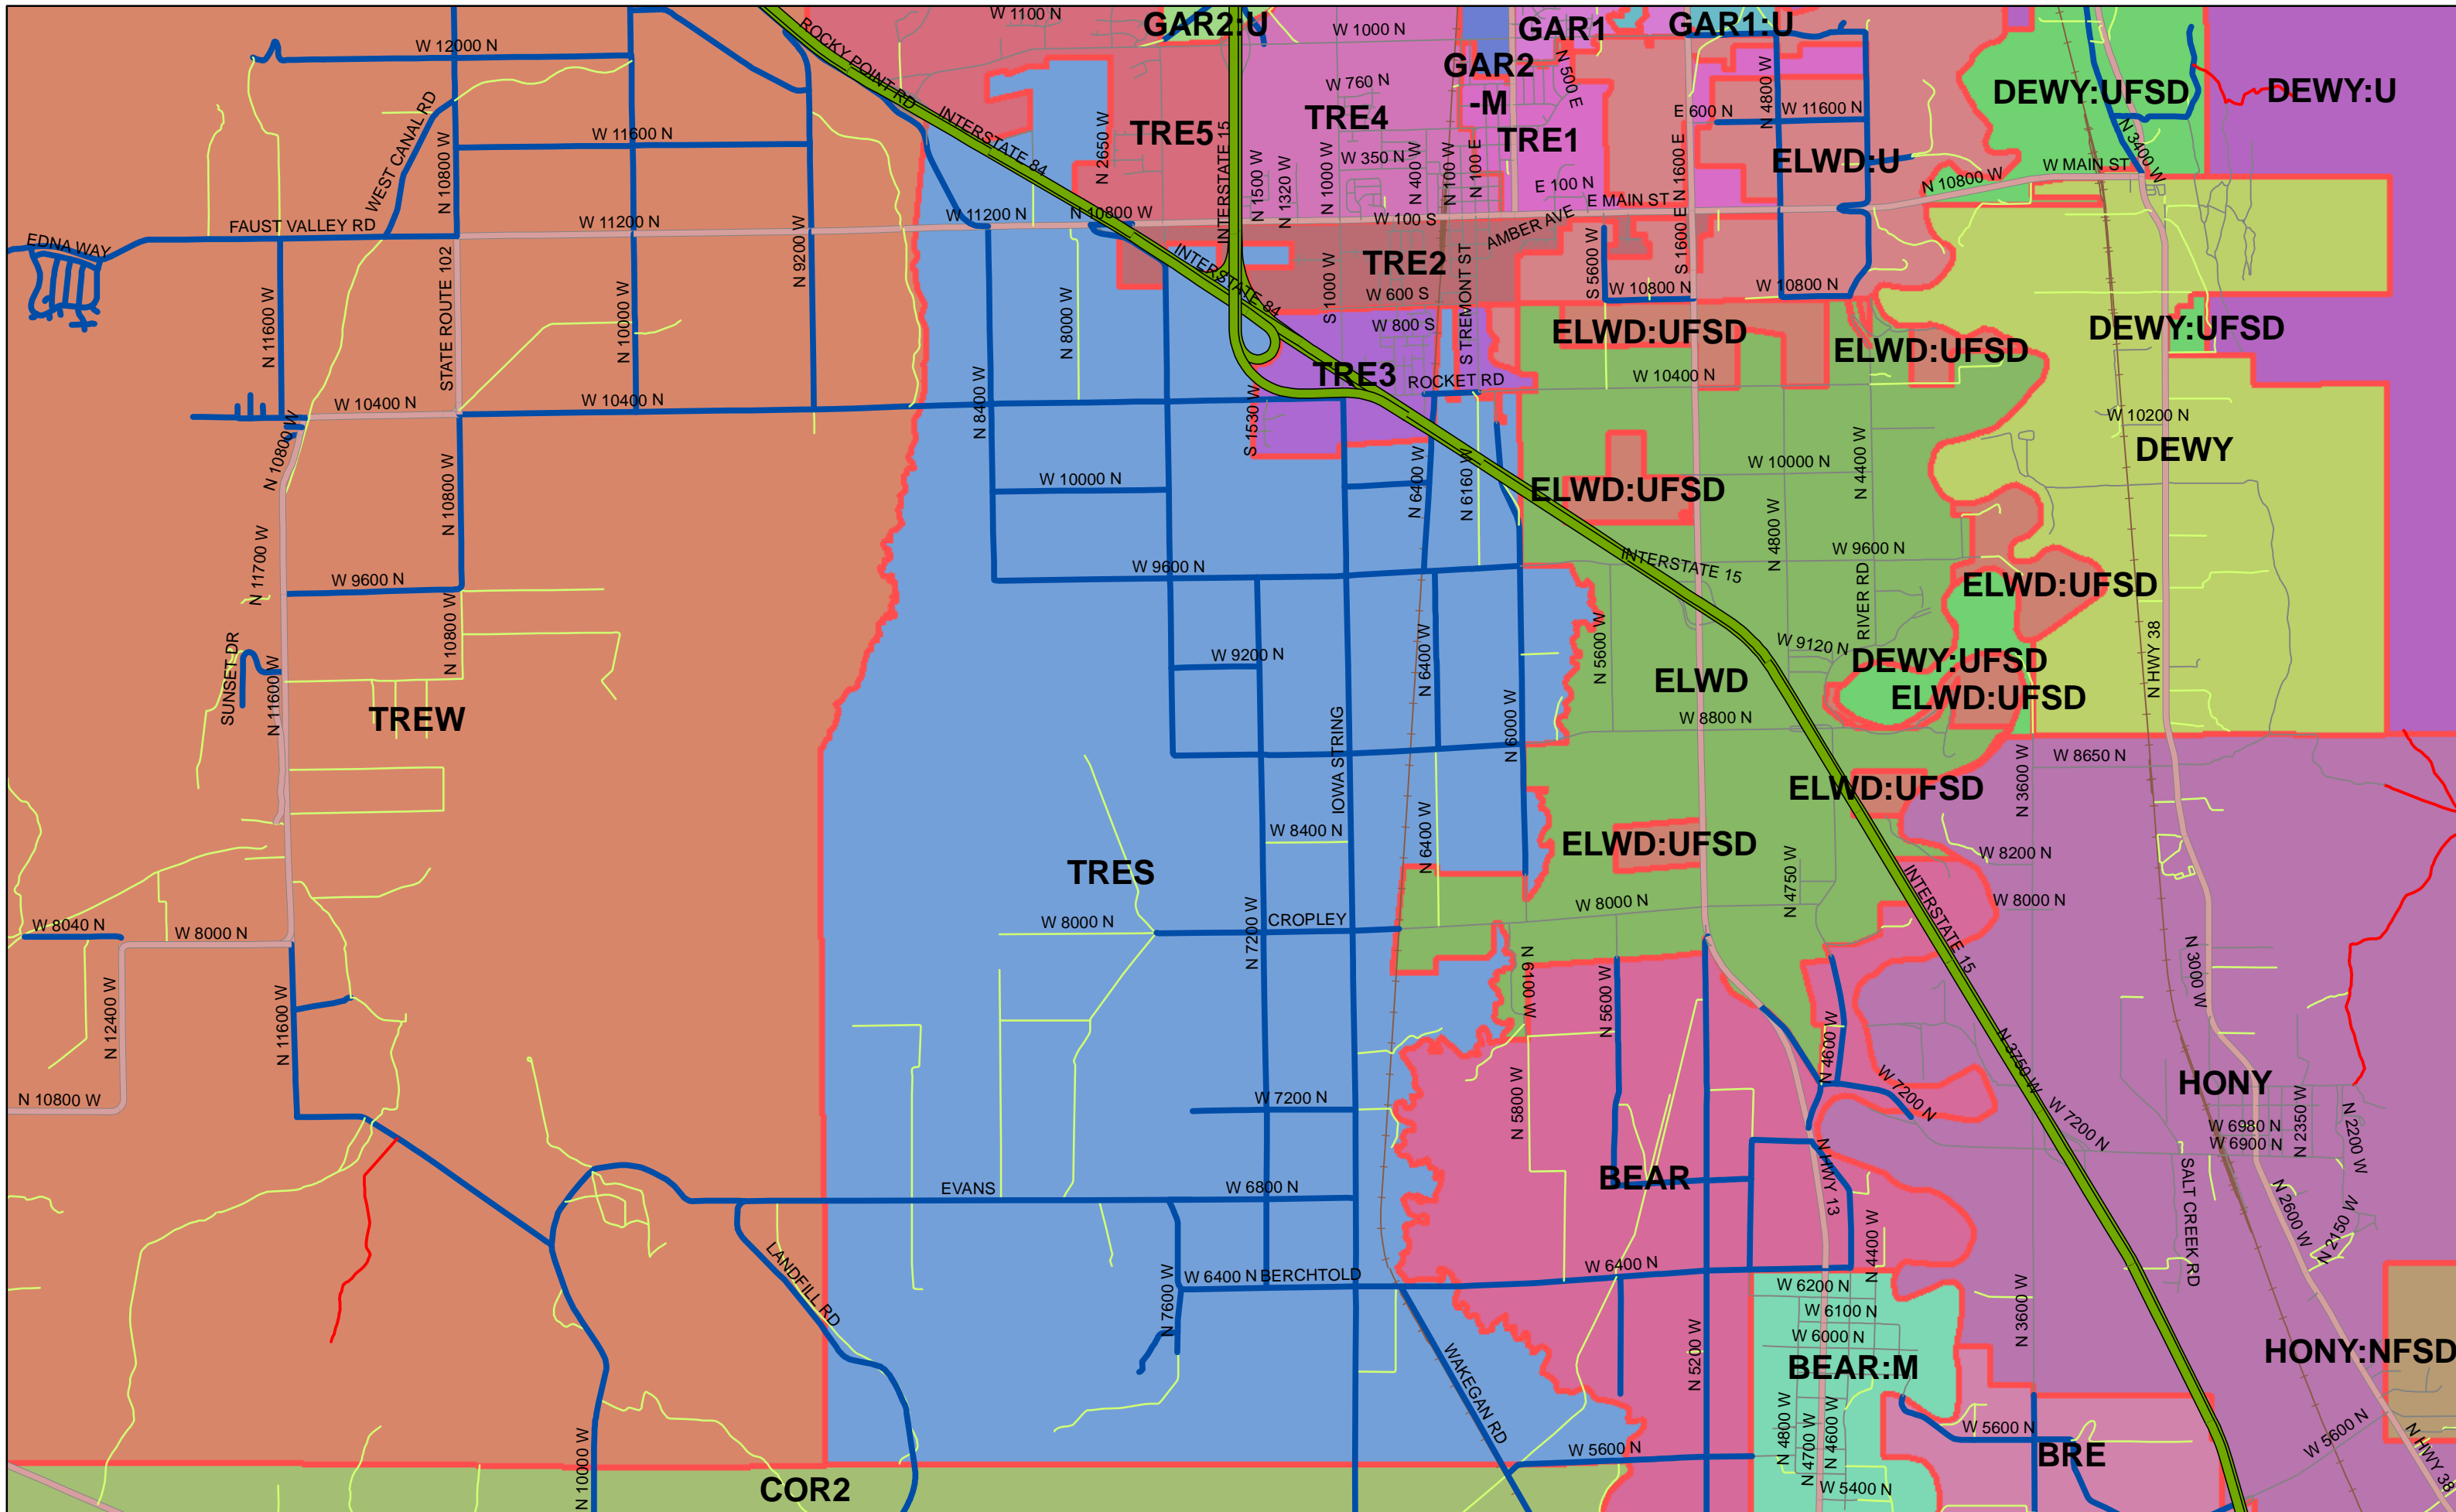 W 1100 N
GAR2:U
W 1000 N
GAR1
GAR1:U
W 12000 N
ROCKY POINT RD
GAR2
-M
N 500 E
N 4800 W
DEWY:UFSD
DEWY:U
W 760 N
TRE4
TRE5
TRE1
E 600 N
W 11600 N
WEST CANAL RD
N 10800 W
W 11600 N
INTERSTATE 84
N 2650 W
INTERSTATE 15
N 3400 W
W 350 N
ELWD:U
W MAIN ST
N 1500 W
N 1320 W
N 1000 W
N 400 W
N 100 W
N 100 E
E 100 N
N 1600 E
N 10800 W
E MAIN ST
FAUST VALLEY RD
W 11200 N
W 11200 N
N 10800 W
W 100 S
AMBER AVE
EDNA WAY
N 9200 W
INTERSTATE 84
TRE2
S 1600 E
S 5600 W
W 10800 N
W 10800 N
STATE ROUTE 102
N 11600 W
N 10000 W
N 8000 W
S 1000 W
W 600 S
S TREMONT ST
W 800 S
ELWD:UFSD
ELWD:UFSD
DEWY:UFSD
TRE3
ROCKET RD
W 10400 N
W 10400 N
W 10400 N
N 8400 W
S 1530 W
N 10800 W
W 10200 N
DEWY
N 10800 W
W 10000 N
N 6400 W
N 6160 W
ELWD:UFSD
W 10000 N
N 4400 W
N 4800 W
N 11700 W
W 9600 N
W 9600 N
INTERSTATE 15
W 9600 N
ELWD:UFSD
N 10800 W
RIVER RD
SUNSET DR
N 11600 W
W 9200 N
N 6400 W
N 5600 W
W 9120 N
DEWY:UFSD
N HWY 38
TREW
N 6000 W
ELWD
ELWD:UFSD
W 8800 N
IOWA STRING
N 3600 W
W 8650 N
ELWD:UFSD
TRES
W 8400 N
N 6400 W
ELWD:UFSD
W 8200 N
N 4750 W
INTERSTATE 15
W 8040 N
W 8000 N
W 8000 N
N 7200 W
CROPLEY
W 8000 N
W 8000 N
N 12400 W
N 11600 W
N 6100 W
N 5600 W
N 3000 W
N 10800 W
W 7200 N
N 5800 W
N 4600 W
W 7200 N
N 3750 W
W 7200 N
HONY
W 6980 N
W 6900 N
N 2350 W
N 2200 W
EVANS
W 6800 N
BEAR
N HWY 13
SALT CREEK RD
N 2600 W
N 2150 W
LANDFILL RD
N 7600 W
W 6400 N
BERCHTOLD
W 6400 N
N 4400 W
W 6200 N
W 6100 N
W 6000 N
N 3600 W
WAKEGAN RD
N 5200 W
BEAR:M
HONY:NFSD
N 10000 W
COR2
W 5600 N
N 4800 W
N 4700 W
N 4600 W
W 5400 N
W 5600 N
BRE
W 5600 N
N HWY 38